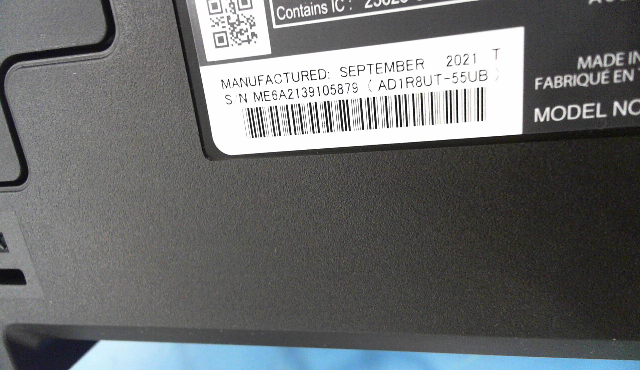 Contains IC :
MANUFACTURED: SEPTEMBER 2021 T
S/N ME6A2139105879 ( AD1R8UT-55UB )
MADE IN
FABRIQUÉ EN
MODEL NO